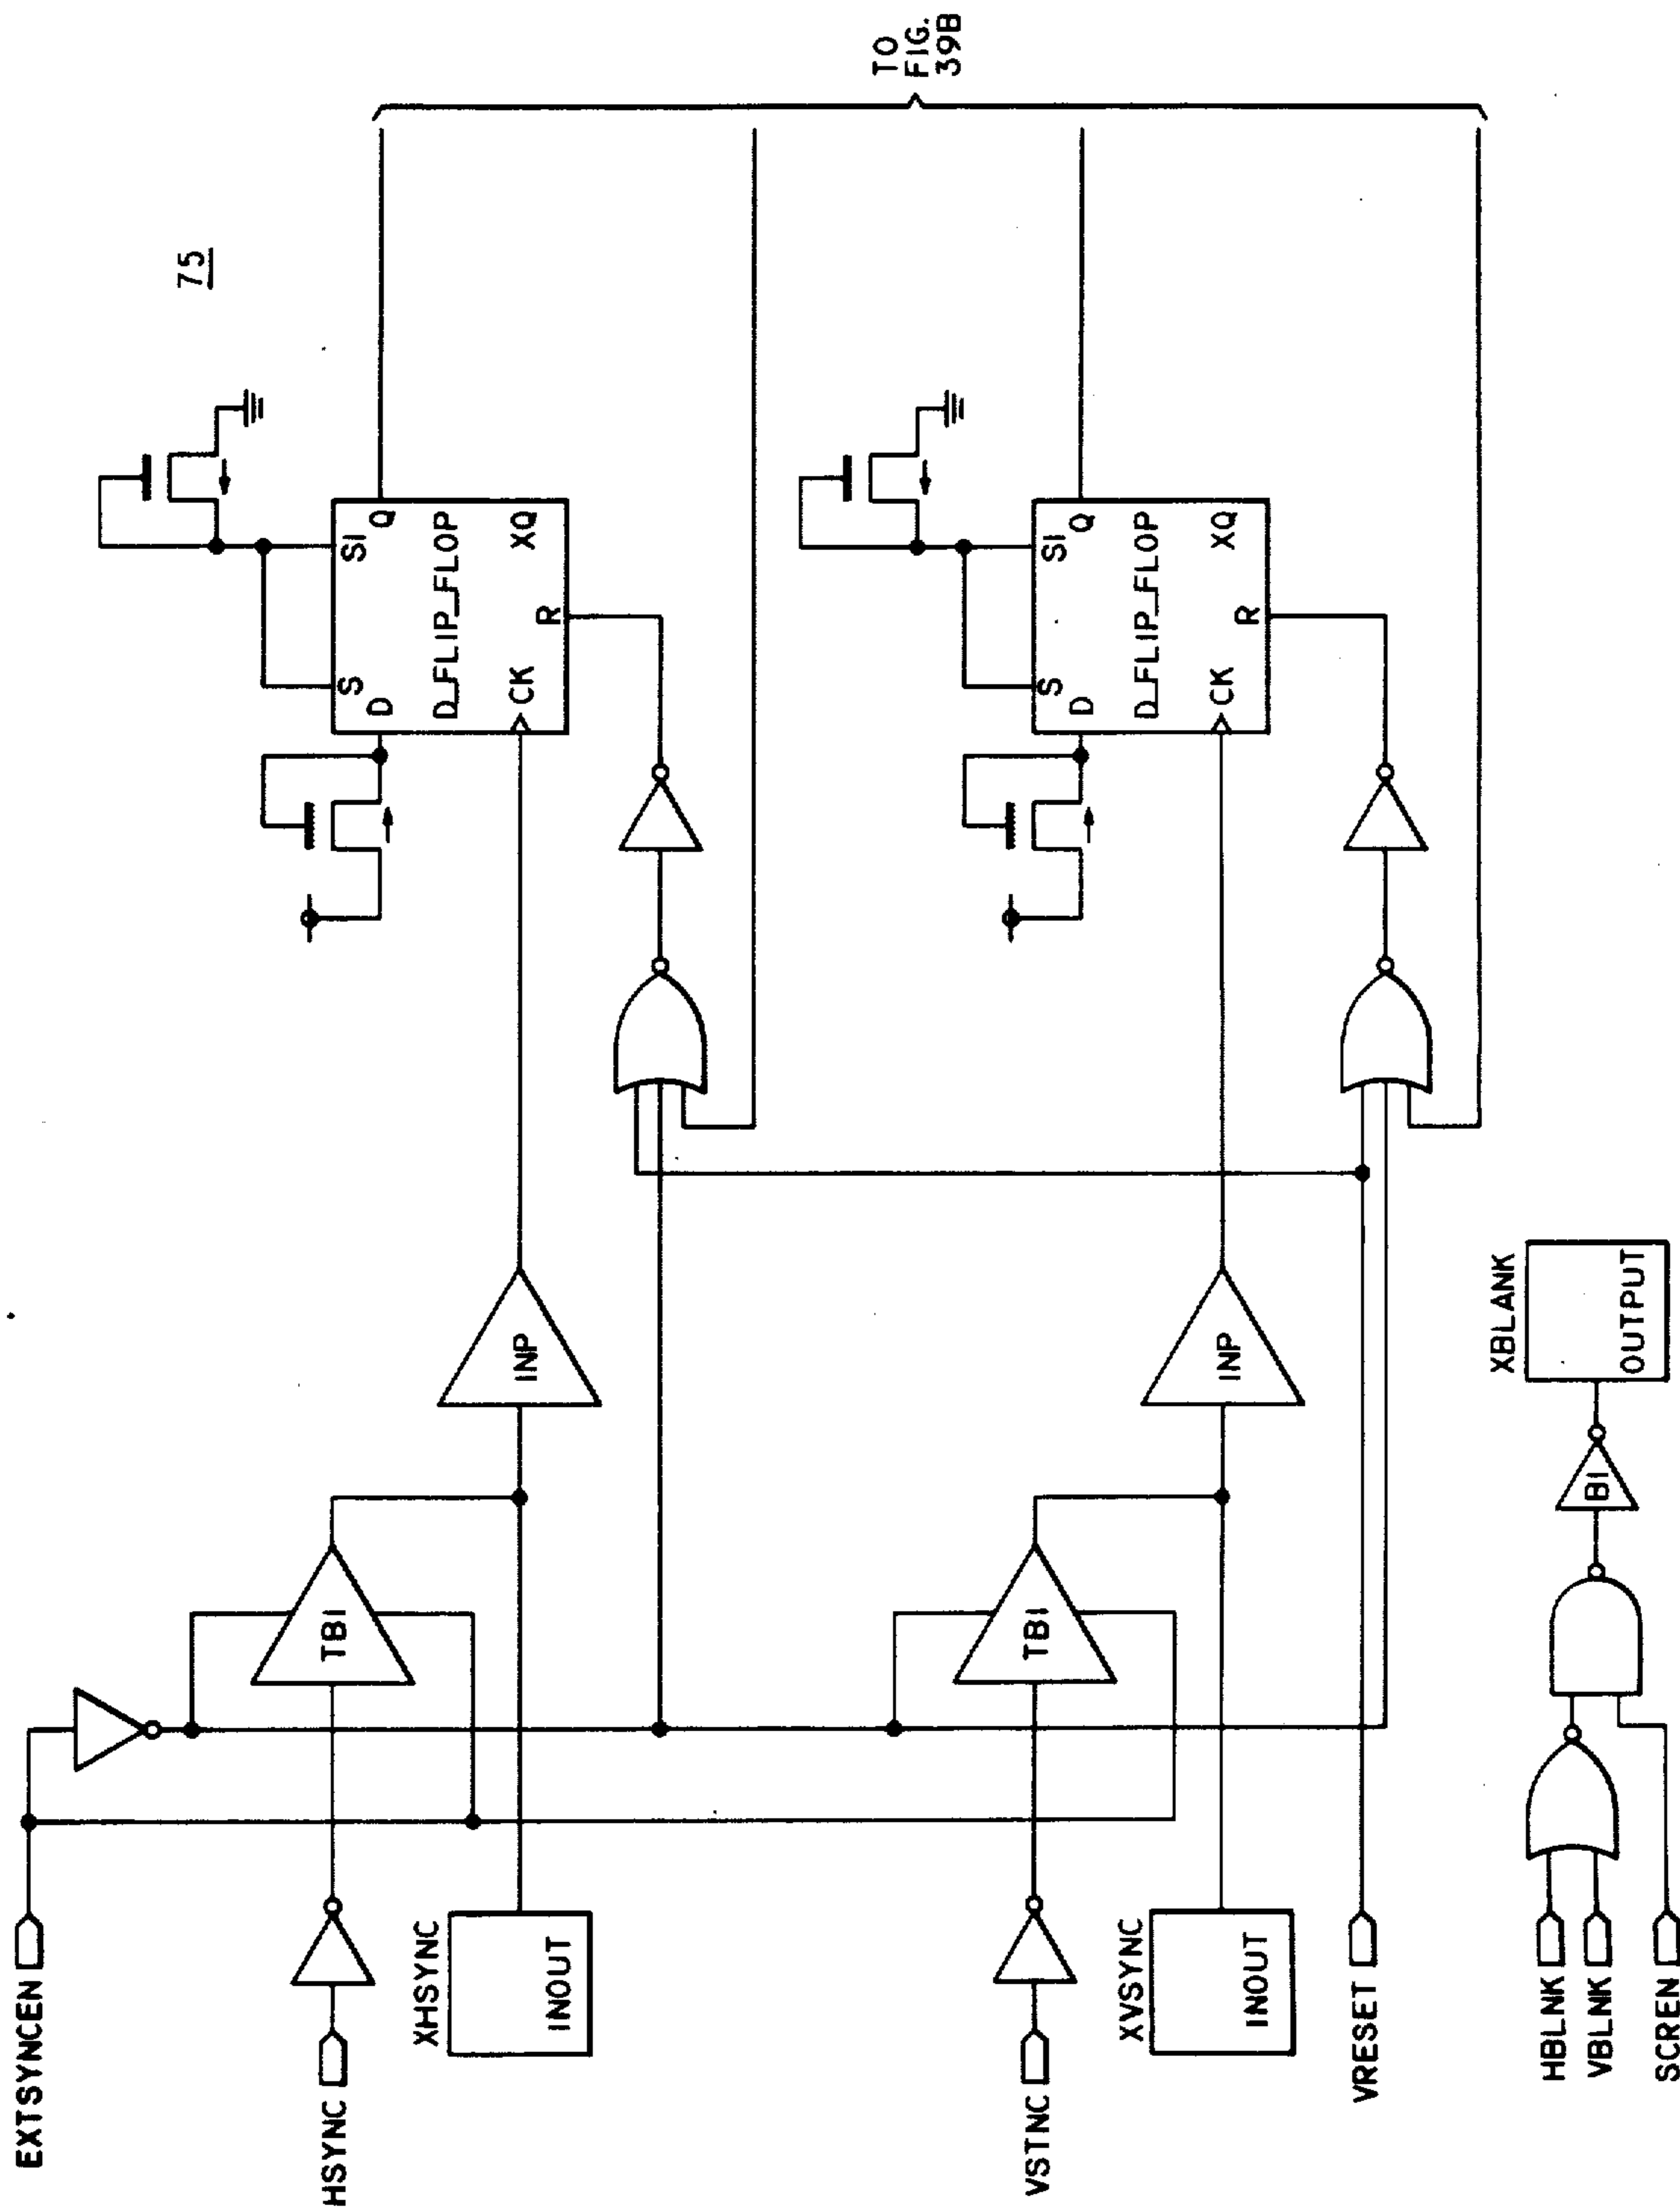 75
EXTSYNCEN
HSYNC
TBI
XHSYNC
INOUT
INP
D
S
SI
Q
D_FLIP_FLOP
CK
R
XQ
TO
FIG.
39B
VSTNC
TBI
XVSYNC
INOUT
INP
D
S
SI
Q
D_FLIP_FLOP
CK
R
XQ
VRESET
HBLNK
VBLNK
SCREN
BI
XBLANK
OUTPUT